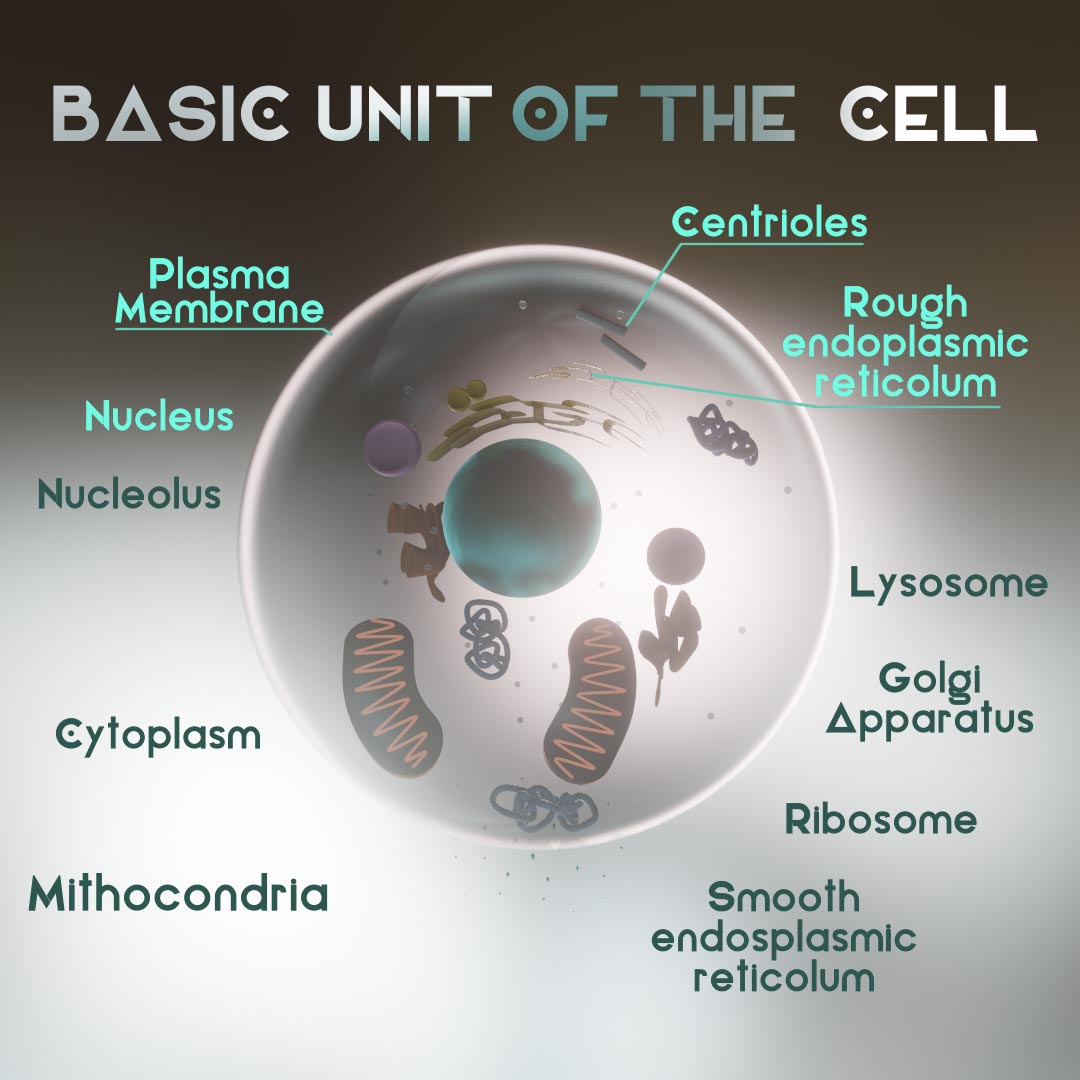 BASIC UNIT OF THE CELL
Centrioles
Plasma
Membrane
Rough
endoplasmic
reticolum
Nucleus
Nucleolus
Lysosome
Golgi
Apparatus
Cytoplasm
Ribosome
Mithocondria
Smooth
endosplasmic
reticolum